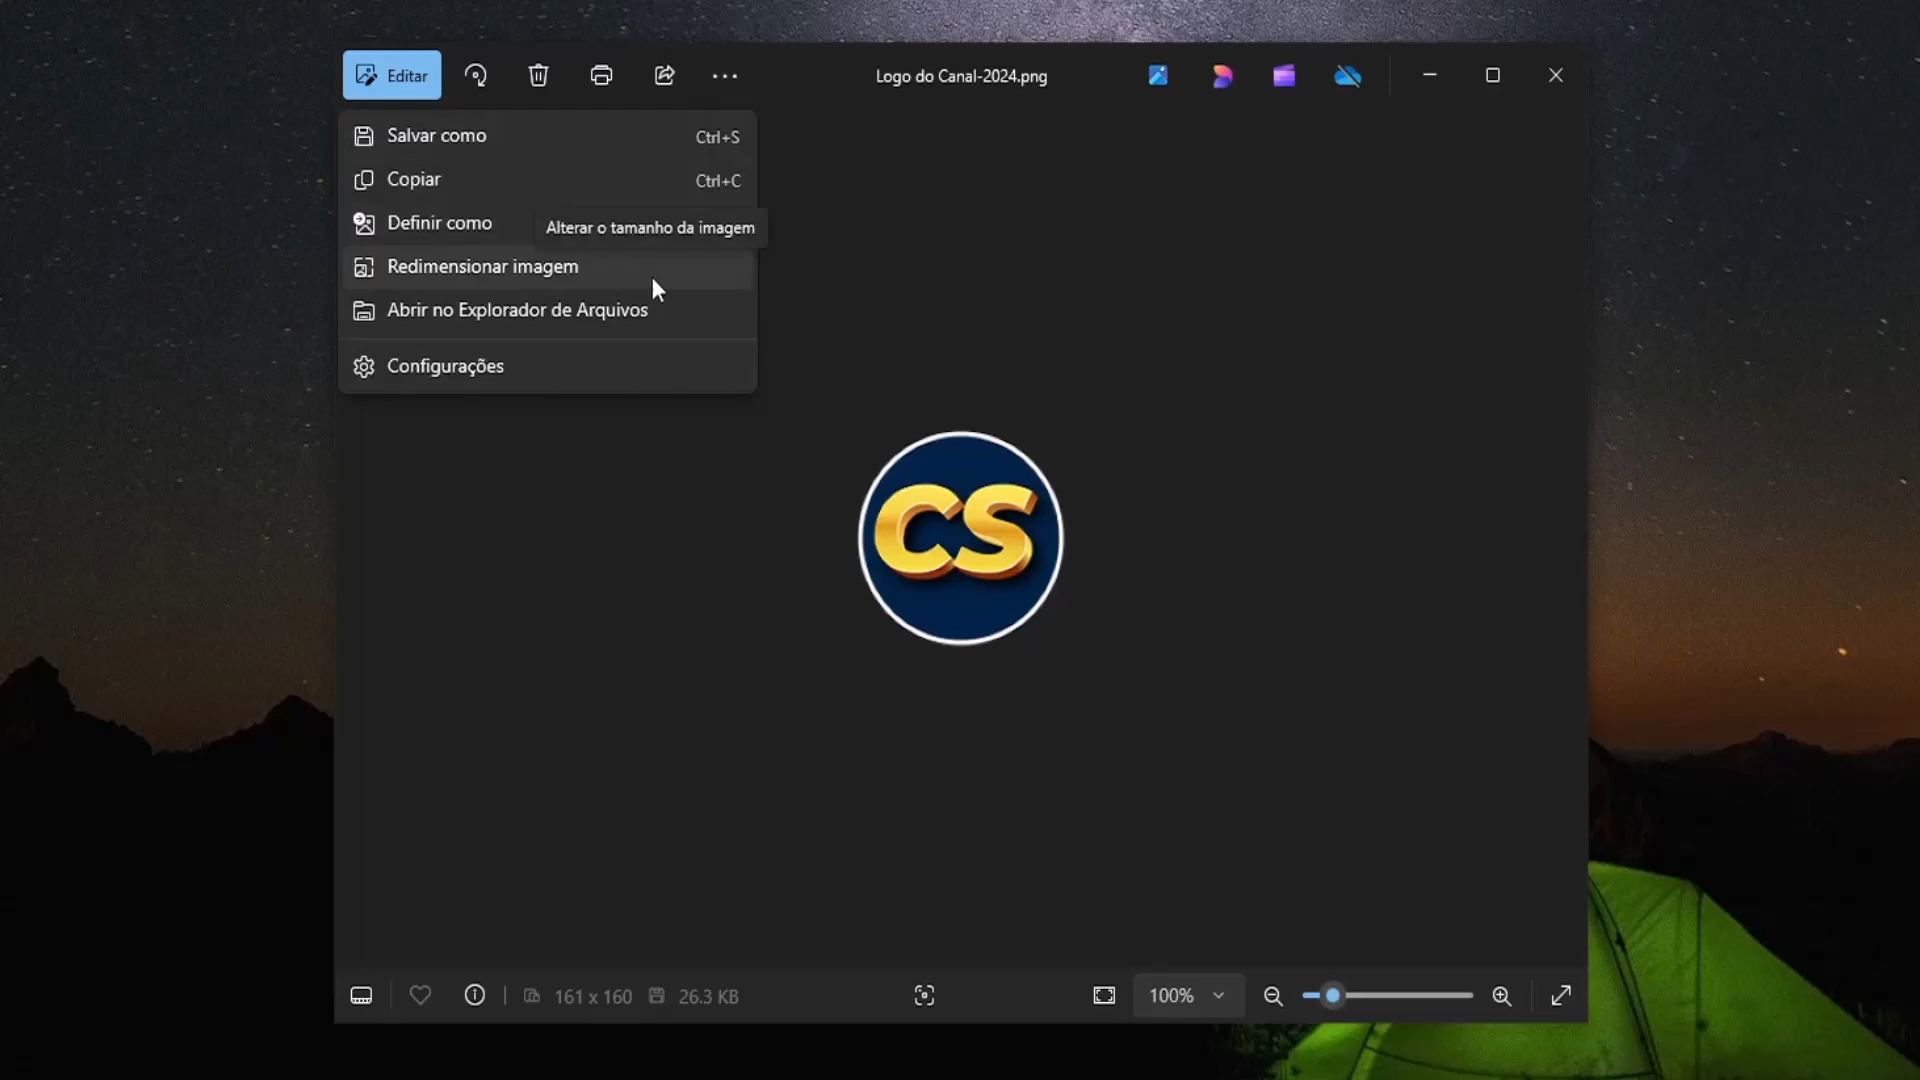 Editar
Logo do Canal-2024.png
Salvar como Ctrl+S
Copiar Ctrl+C
Definir como
Alterar o tamanho da imagem
Redimensionar imagem
Abrir no Explorador de Arquivos
Configurações
CS
161 x 160 26.3 KB
100%